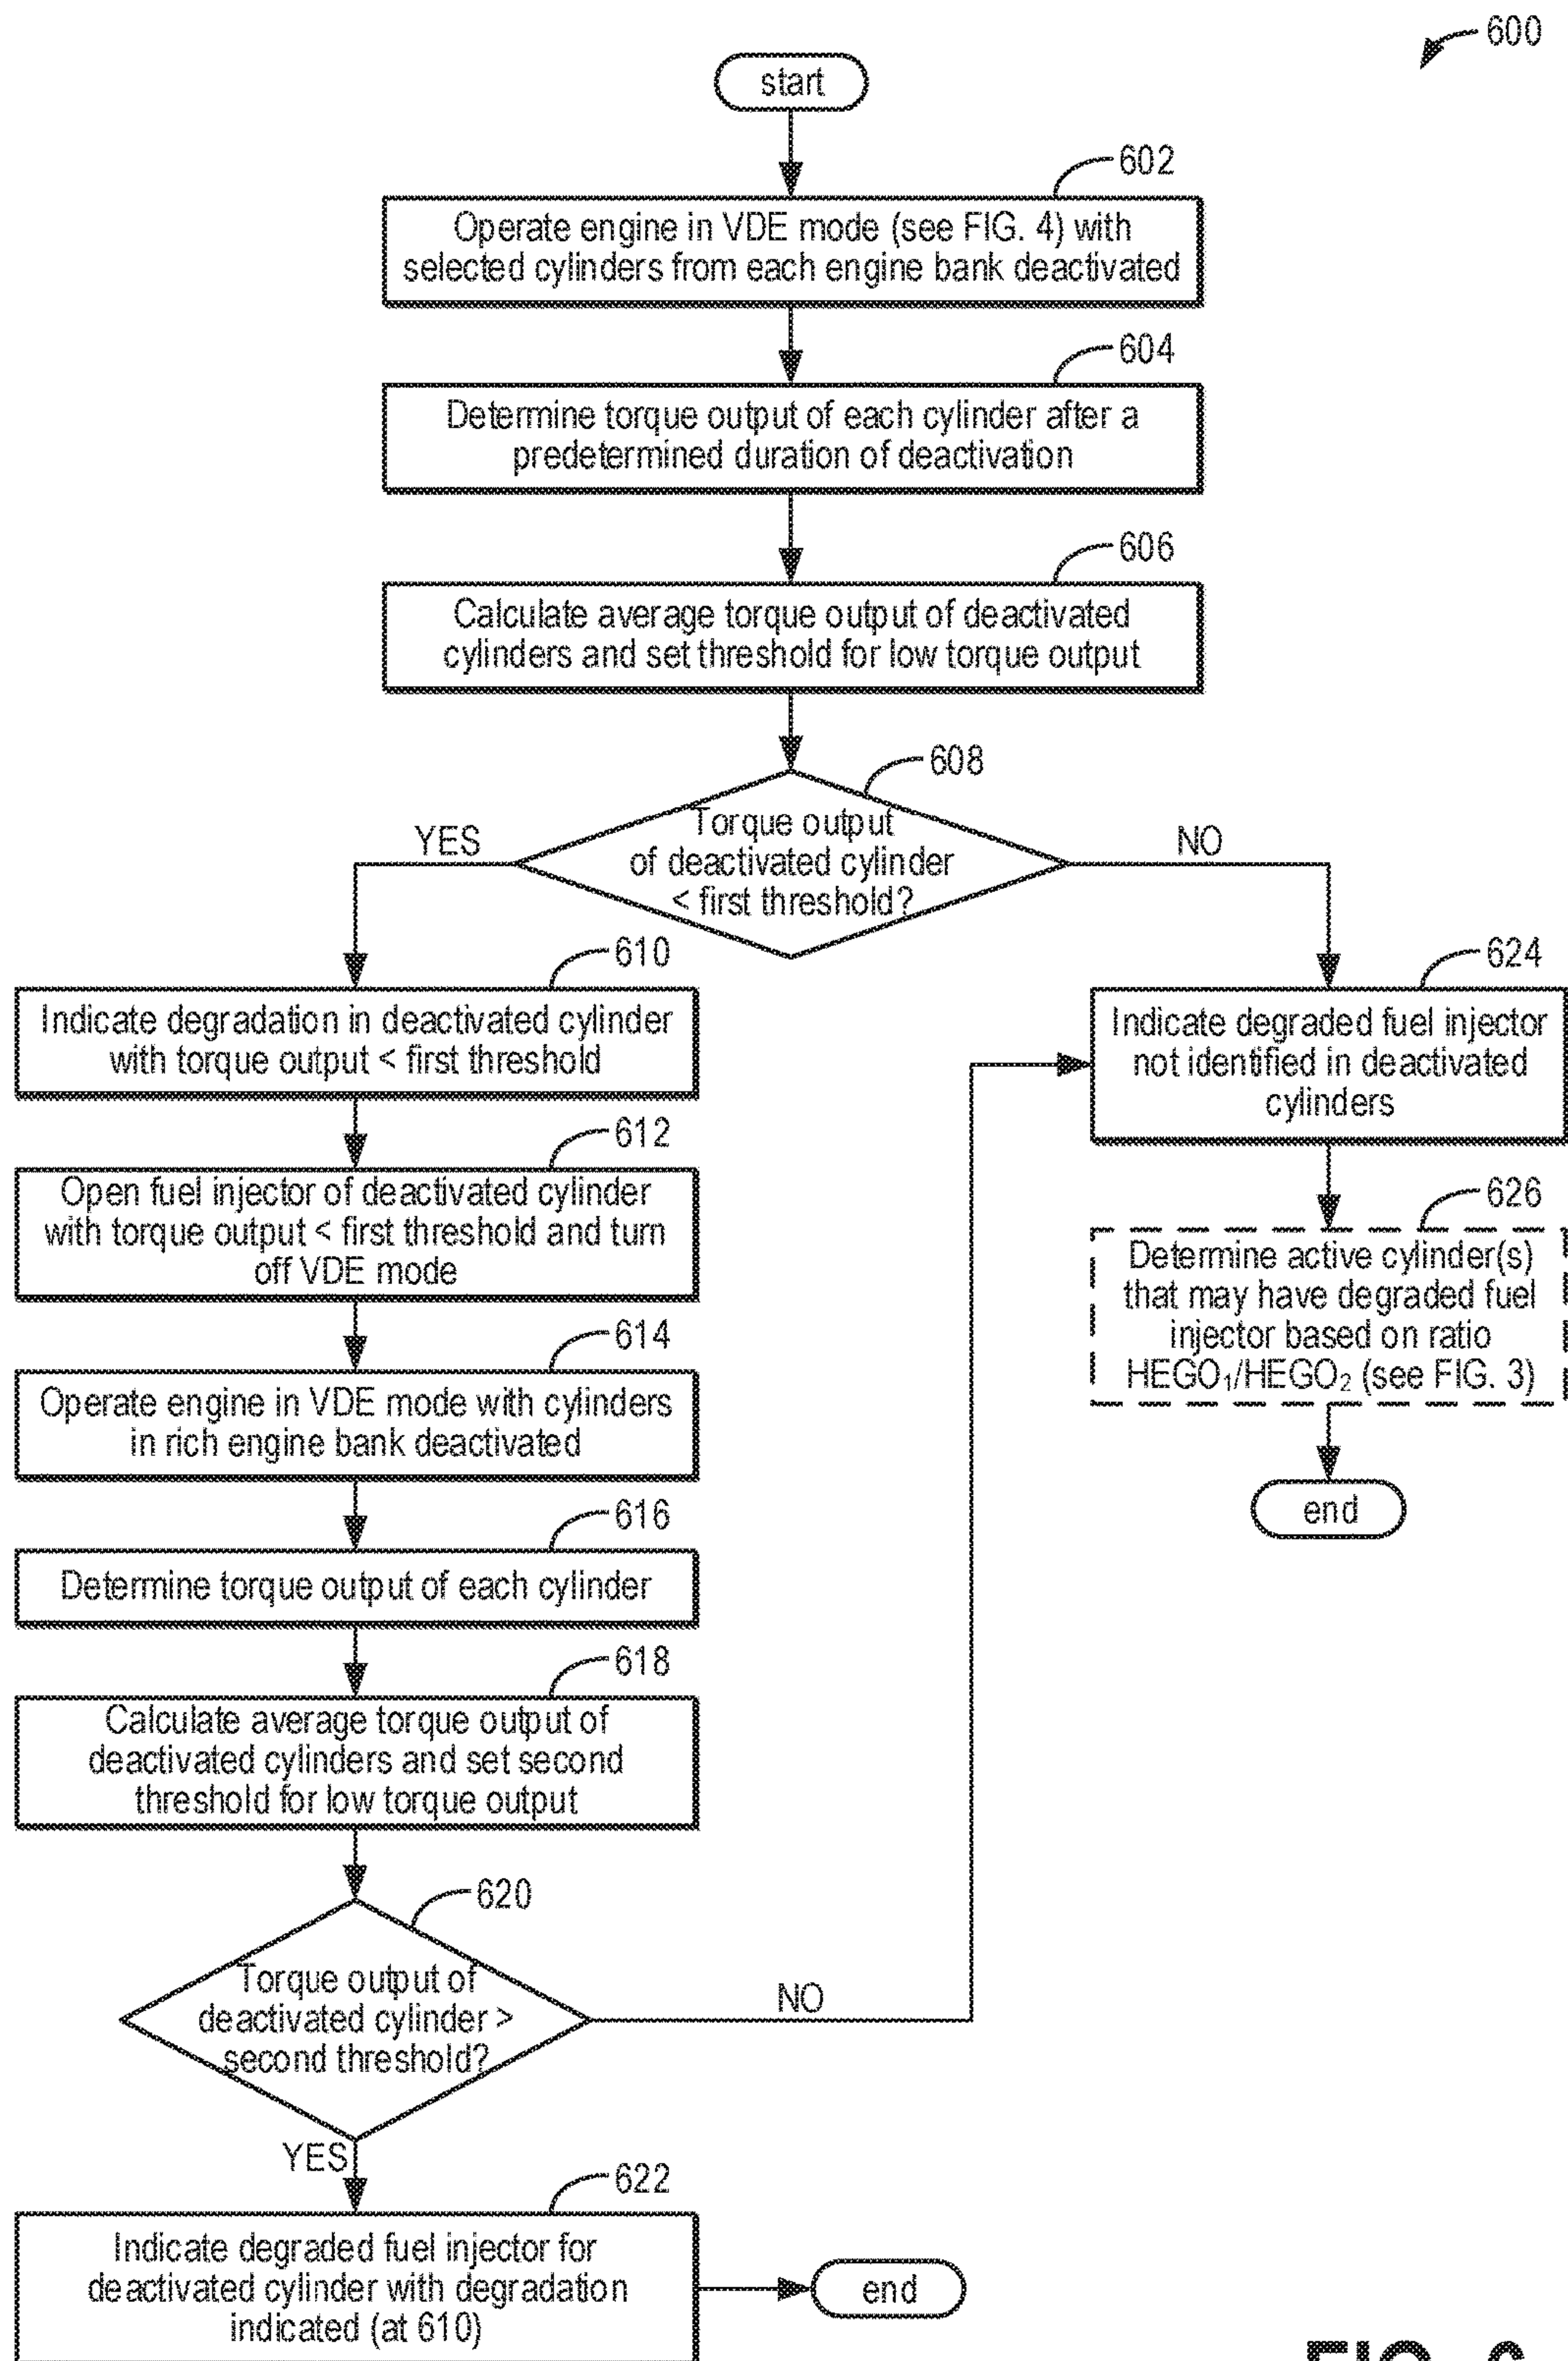 600
start
602
Operate engine in VDE mode (see FIG. 4) with
selected cylinders from each engine bank deactivated
604
Determine torque output of each cylinder after a
predetermined duration of deactivation
606
Calculate average torque output of deactivated
cylinders and set threshold for low torque output
608
Torque output
of deactivated cylinder
< first threshold?
YES
NO
610
Indicate degradation in deactivated cylinder
with torque output < first threshold
612
Open fuel injector of deactivated cylinder
with torque output < first threshold and turn
off VDE mode
614
Operate engine in VDE mode with cylinders
in rich engine bank deactivated
616
Determine torque output of each cylinder
618
Calculate average torque output of
deactivated cylinders and set second
threshold for low torque output
620
Torque output of
deactivated cylinder >
second threshold?
NO
YES
622
Indicate degraded fuel injector for
deactivated cylinder with degradation
indicated (at 610)
end
624
Indicate degraded fuel injector
not identified in deactivated
cylinders
626
Determine active cylinder(s)
that may have degraded fuel
injector based on ratio
HEGO₁/HEGO₂ (see FIG. 3)
end
FIG. 6